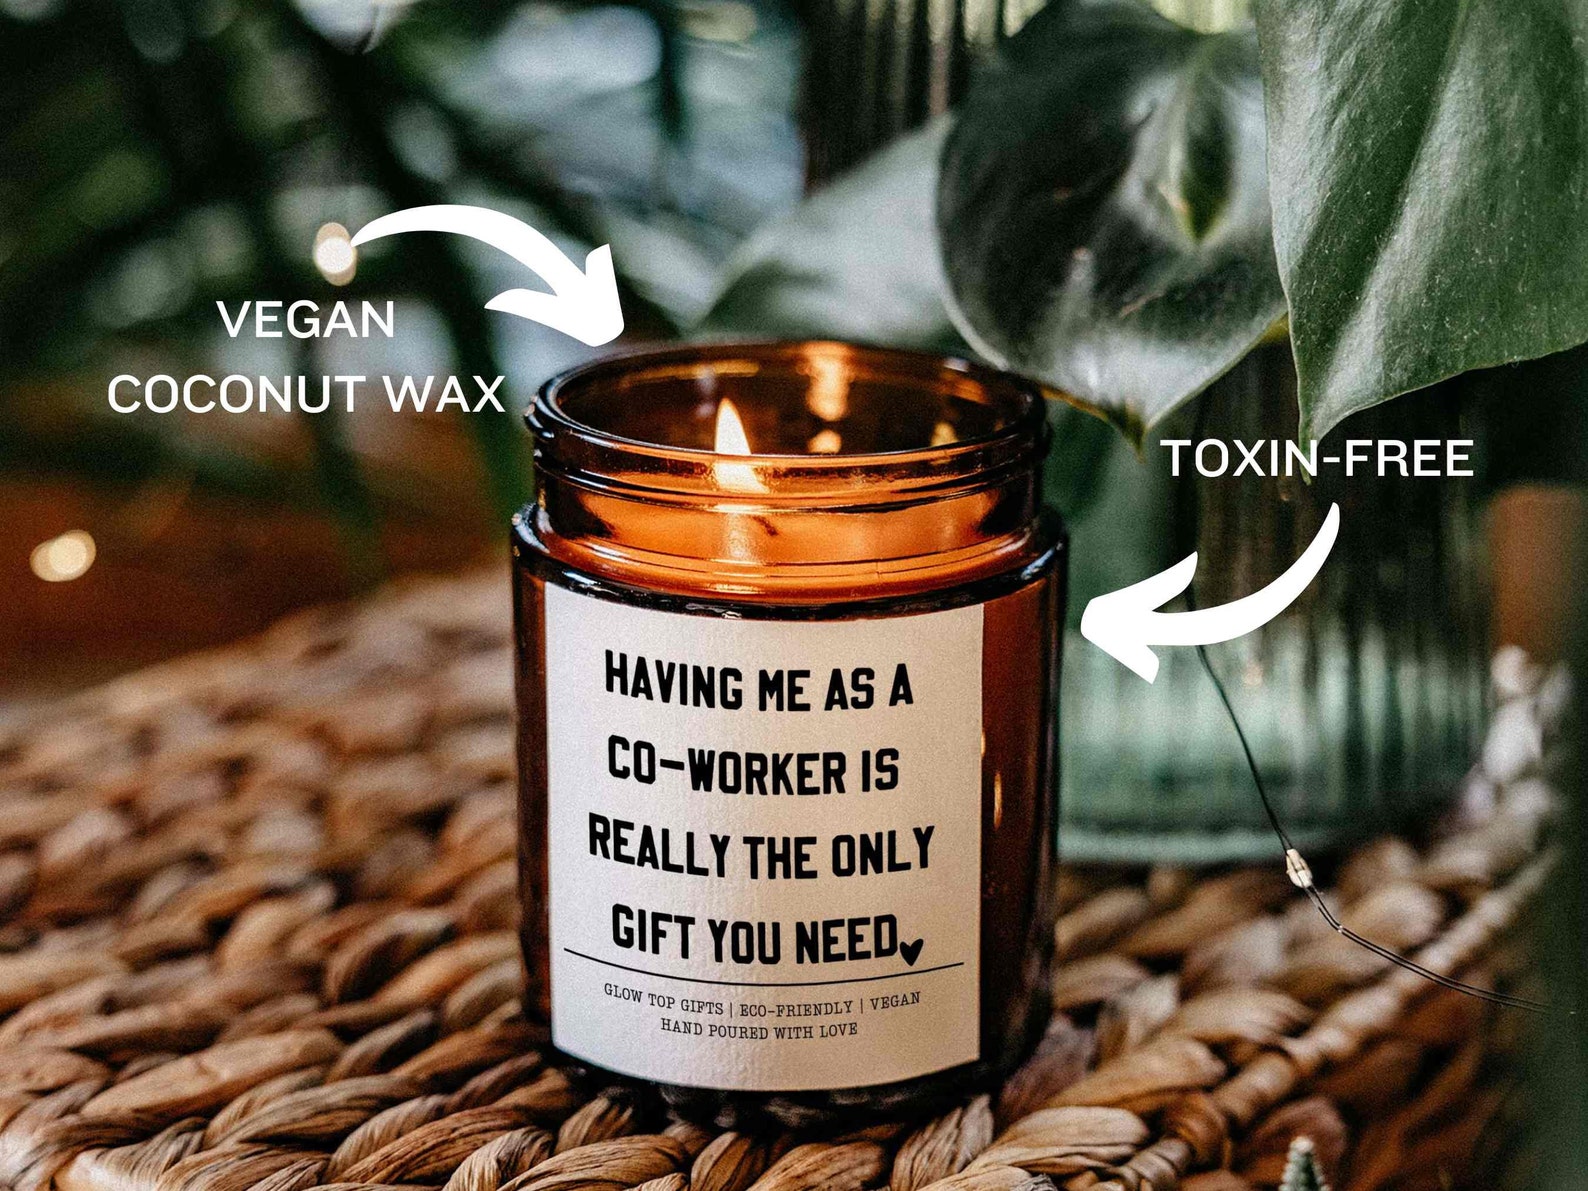 VEGAN
COCONUT WAX
TOXIN-FREE
HAVING ME AS A
CO-WORKER IS
REALLY THE ONLY
GIFT YOU NEED
GLOW TOP GIFTS | ECO-FRIENDLY | VEGAN
HAND POURED WITH LOVE